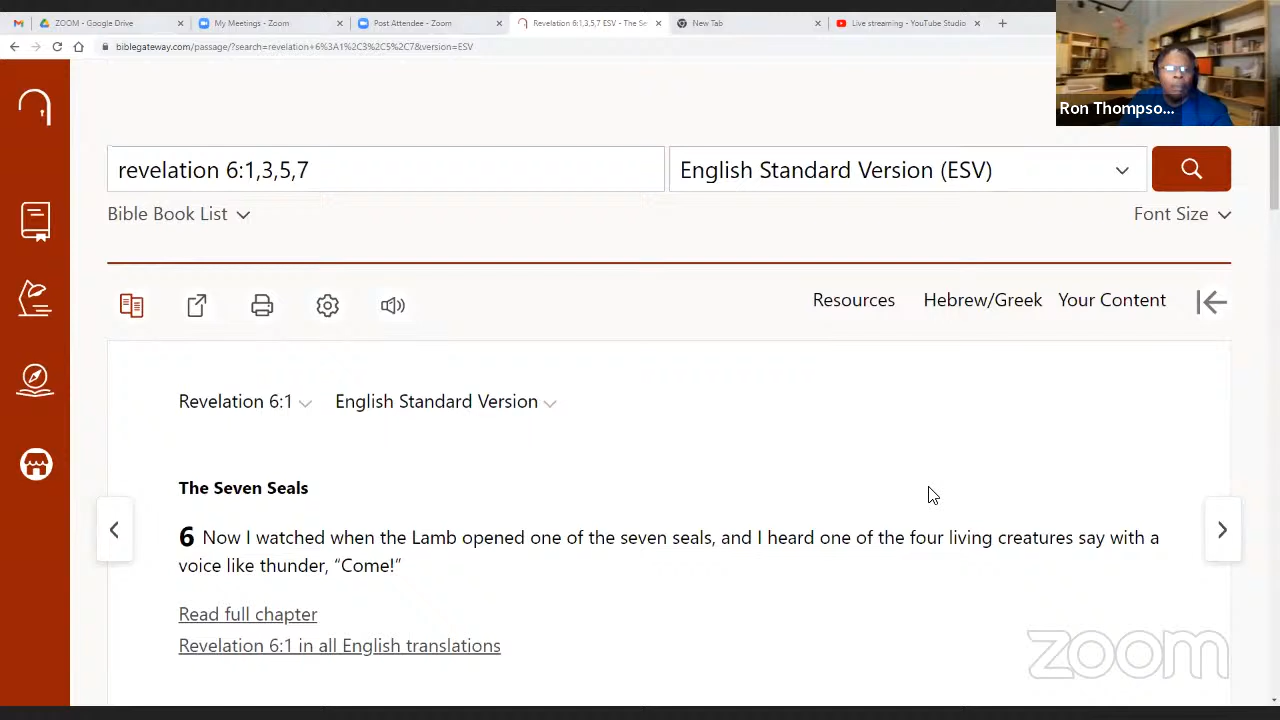 ZOOM - Google Drive
My Meetings - Zoom
Post Attendee - Zoom
Revelation 6:1,3,5,7 ESV - The Se
New Tab
Live streaming - YouTube Studio
biblegateway.com/passage/?search=revelation+6%3A1%2C3%2C5%2C7&version=ESV
Ron Thompso...
revelation 6:1,3,5,7
English Standard Version (ESV)
Bible Book List
Font Size
Resources
Hebrew/Greek
Your Content
Revelation 6:1
English Standard Version
The Seven Seals
6 Now I watched when the Lamb opened one of the seven seals, and I heard one of the four living creatures say with a
voice like thunder, “Come!”
Read full chapter
Revelation 6:1 in all English translations
zoom